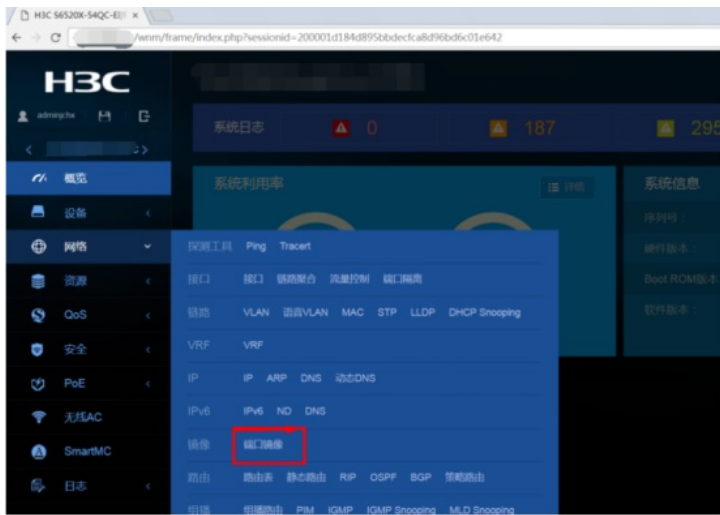 H3C S6520X-54QC-EI
/wnm/frame/index.php?sessionid=200001d184d895bbdecfca8d96bd6c01e642
H3C
adminjchx
系统日志 0 187 295
概览
系统利用率 详情 系统信息
设备
序列号：
网络
探测工具 Ping Tracert
硬件版本：
资源
接口 接口 链路聚合 流量控制 端口隔离
Boot ROM版本
QoS
链路 VLAN 语音VLAN MAC STP LLDP DHCP Snooping
软件版本：
安全
VRF VRF
PoE
IP IP ARP DNS 动态DNS
无线AC
IPv6 IPv6 ND DNS
SmartMC
镜像 端口镜像
日志
路由 路由表 静态路由 RIP OSPF BGP 策略路由
组播 组播路由 PIM IGMP IGMP Snooping MLD Snooping